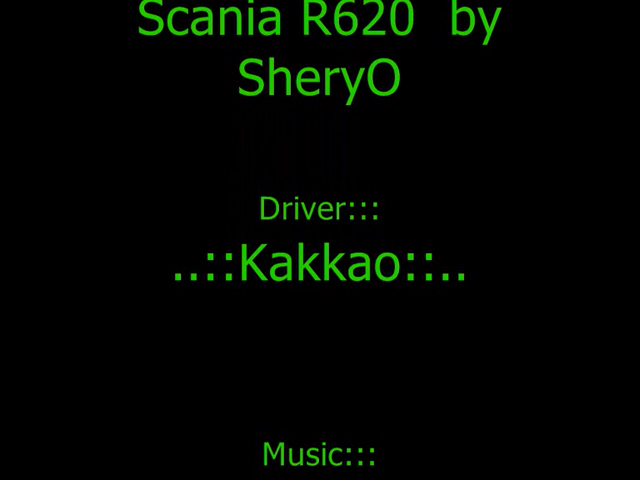 Scania R620  by
SheryO
Driver:::
..::Kakkao::..
Music:::